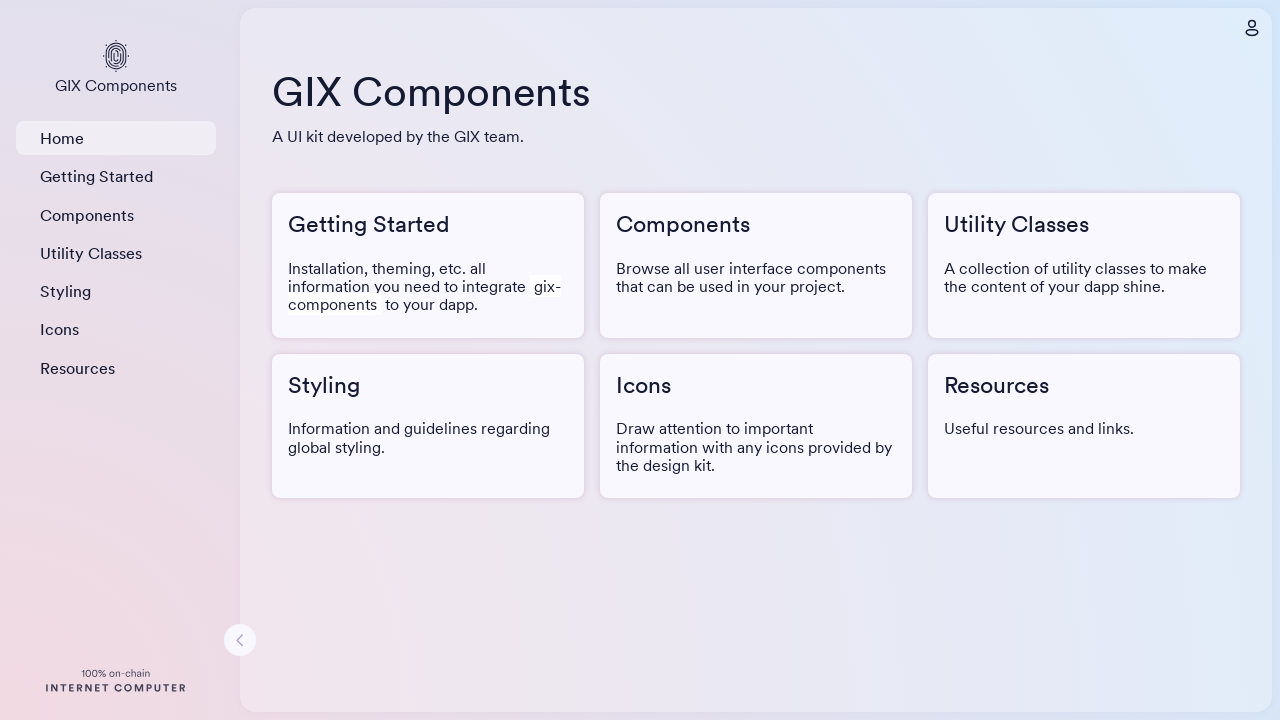 GIX Components
Home
Getting Started
Components
Utility Classes
Styling
Icons
Resources
100% on-chain
INTERNET COMPUTER
GIX Components
A UI kit developed by the GIX team.
Getting Started
Installation, theming, etc. all
information you need to integrate gix-
components to your dapp.
Components
Browse all user interface components
that can be used in your project.
Utility Classes
A collection of utility classes to make
the content of your dapp shine.
Styling
Information and guidelines regarding
global styling.
Icons
Draw attention to important
information with any icons provided by
the design kit.
Resources
Useful resources and links.